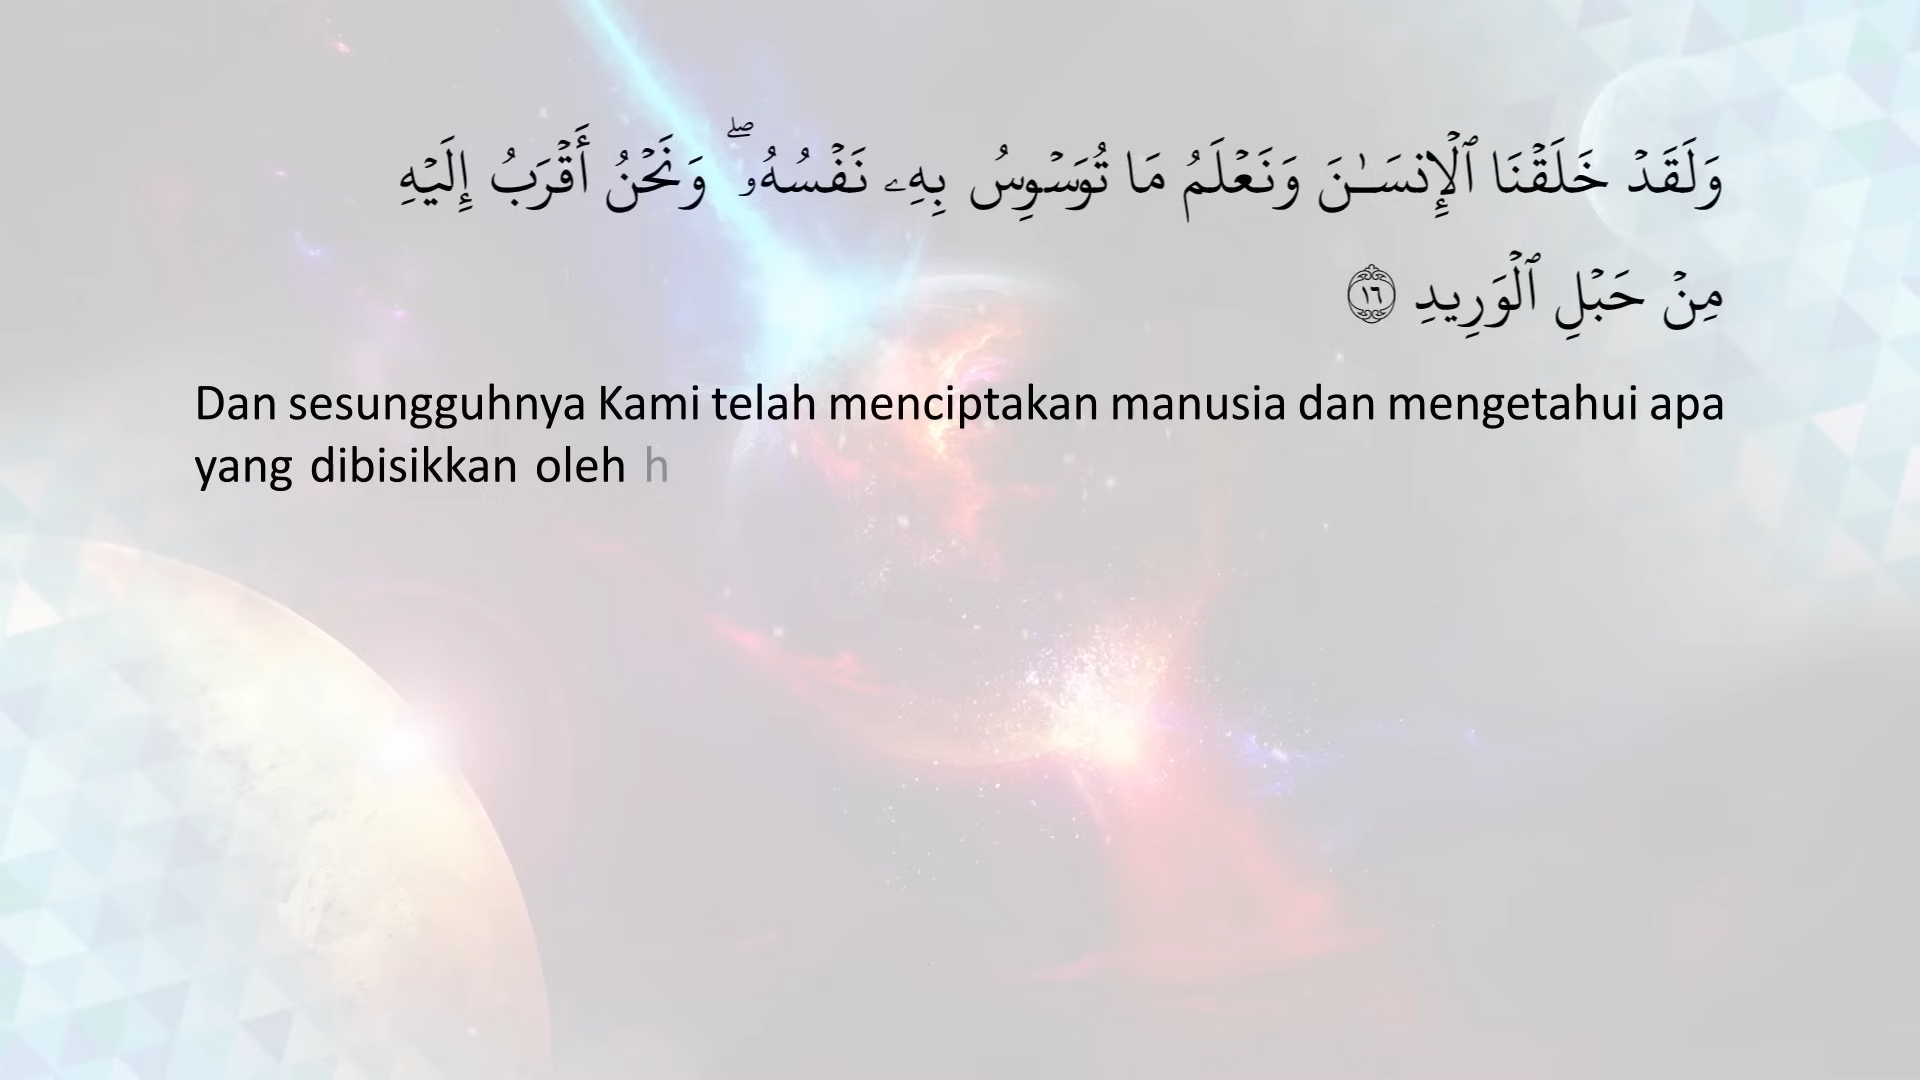 وَلَقَدۡ خَلَقۡنَا ٱلۡإِنسَـٰنَ وَنَعۡلَمُ مَا تُوَسۡوِسُ بِهِۦ نَفۡسُهُۥۖ وَنَحۡنُ أَقۡرَبُ إِلَيۡهِ
مِنۡ حَبۡلِ ٱلۡوَرِيدِ ١٦
Dan sesungguhnya Kami telah menciptakan manusia dan mengetahui apa
yang dibisikkan oleh h